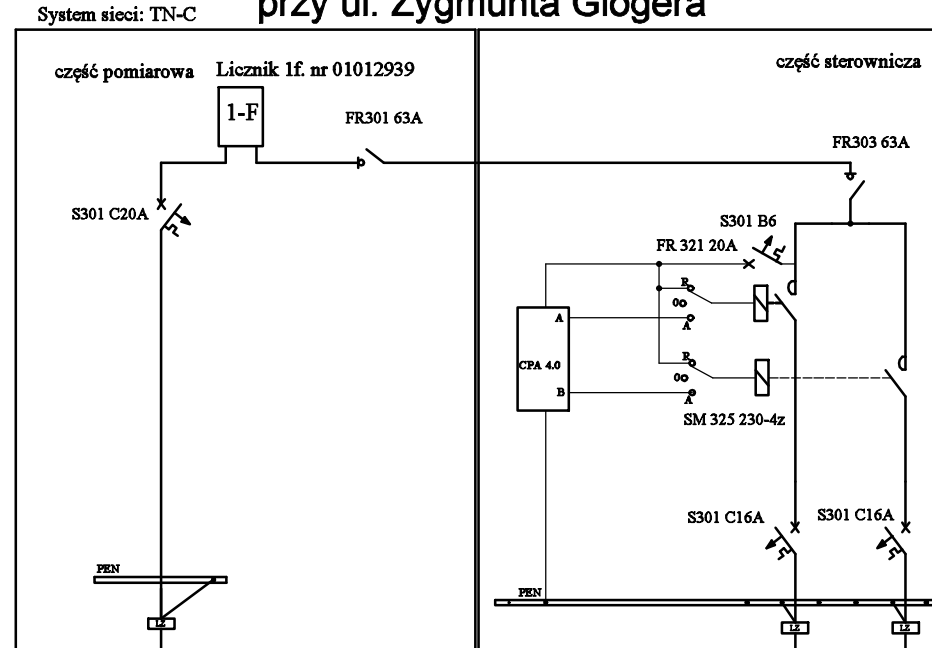 przy ul. Zygmunta Glogera
System sieci: TN-C
część pomiarowa
Licznik 1f. nr 01012939
1-F
FR301 63A
S301 C20A
PEN
LZ
część sterownicza
FR303 63A
S301 B6
FR 321 20A
R
0
A
A
CPA 4.0
R
0
B
A
SM 325 230-4z
S301 C16A
S301 C16A
PEN
LZ
LZ